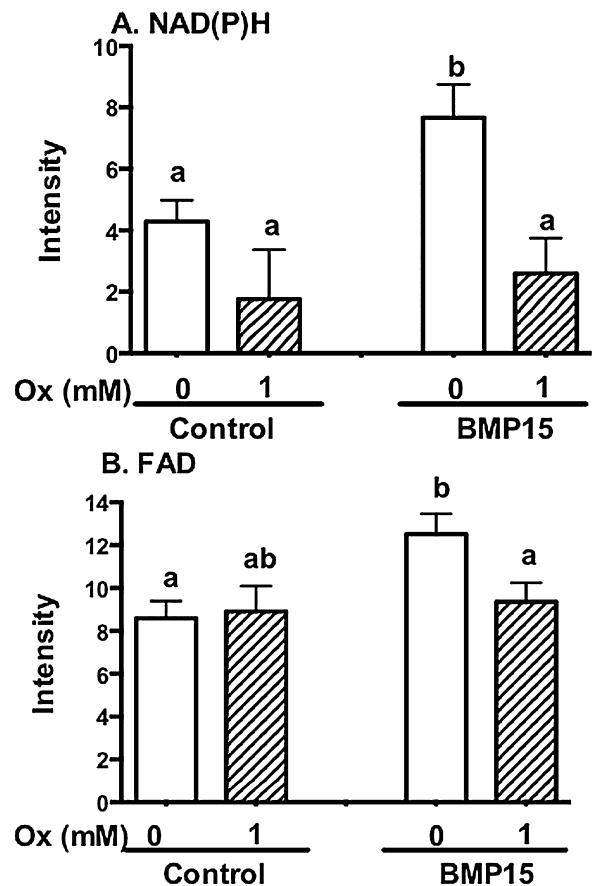 A. NAD(P)H
10
b
8
a
6
a
a
4
2
0
Intensity
Ox (mM) 0 1 0 1
Control BMP15
B. FAD
14
b
12
a ab a
10
8
6
4
2
0
Intensity
Ox (mM) 0 1 0 1
Control BMP15